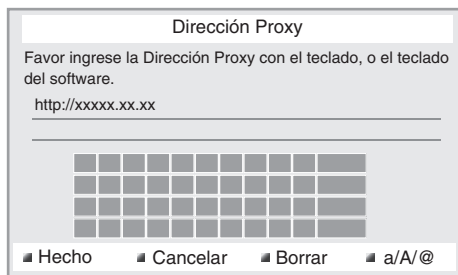 Dirección Proxy
Favor ingrese la Dirección Proxy con el teclado, o el teclado
del software.
http://xxxxx.xx.xx
Hecho Cancelar Borrar a/A/@